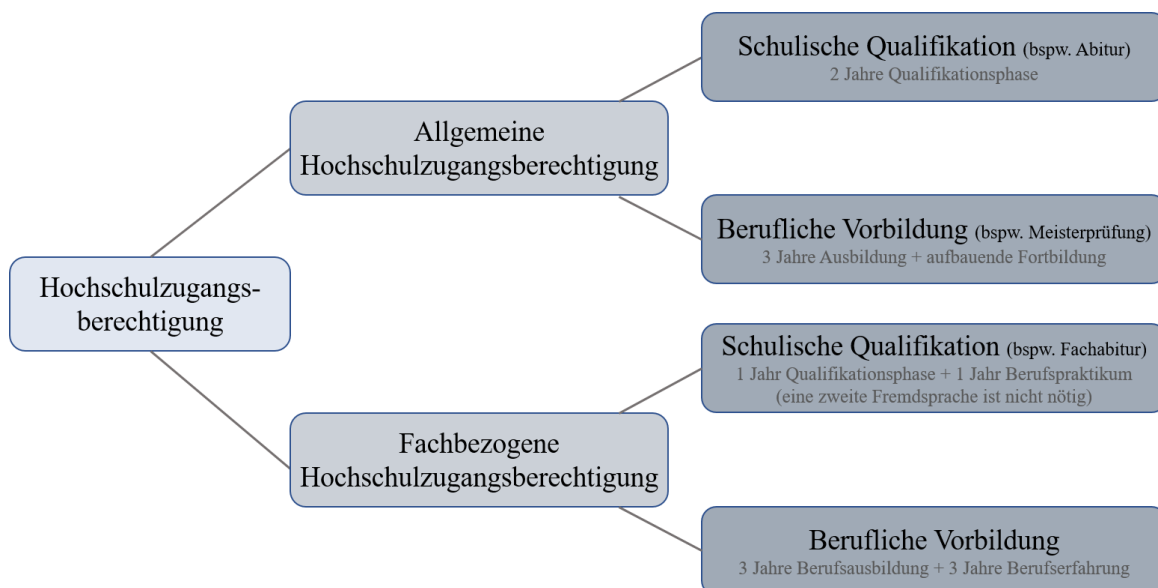 Schulische Qualifikation (bspw. Abitur)
2 Jahre Qualifikationsphase
Allgemeine
Hochschulzugangsberechtigung
Berufliche Vorbildung (bspw. Meisterprüfung)
3 Jahre Ausbildung + aufbauende Fortbildung
Hochschulzugangs-
berechtigung
Schulische Qualifikation (bspw. Fachabitur)
1 Jahr Qualifikationsphase + 1 Jahr Berufspraktikum
(eine zweite Fremdsprache ist nicht nötig)
Fachbezogene
Hochschulzugangsberechtigung
Berufliche Vorbildung
3 Jahre Berufsausbildung + 3 Jahre Berufserfahrung